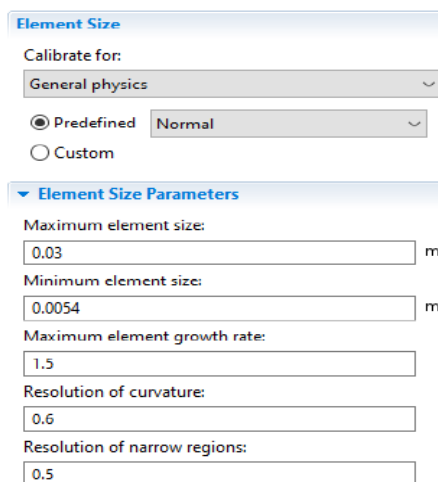 Element Size
Calibrate for:
General physics
Predefined Normal
Custom
Element Size Parameters
Maximum element size:
0.03 m
Minimum element size:
0.0054 m
Maximum element growth rate:
1.5
Resolution of curvature:
0.6
Resolution of narrow regions:
0.5